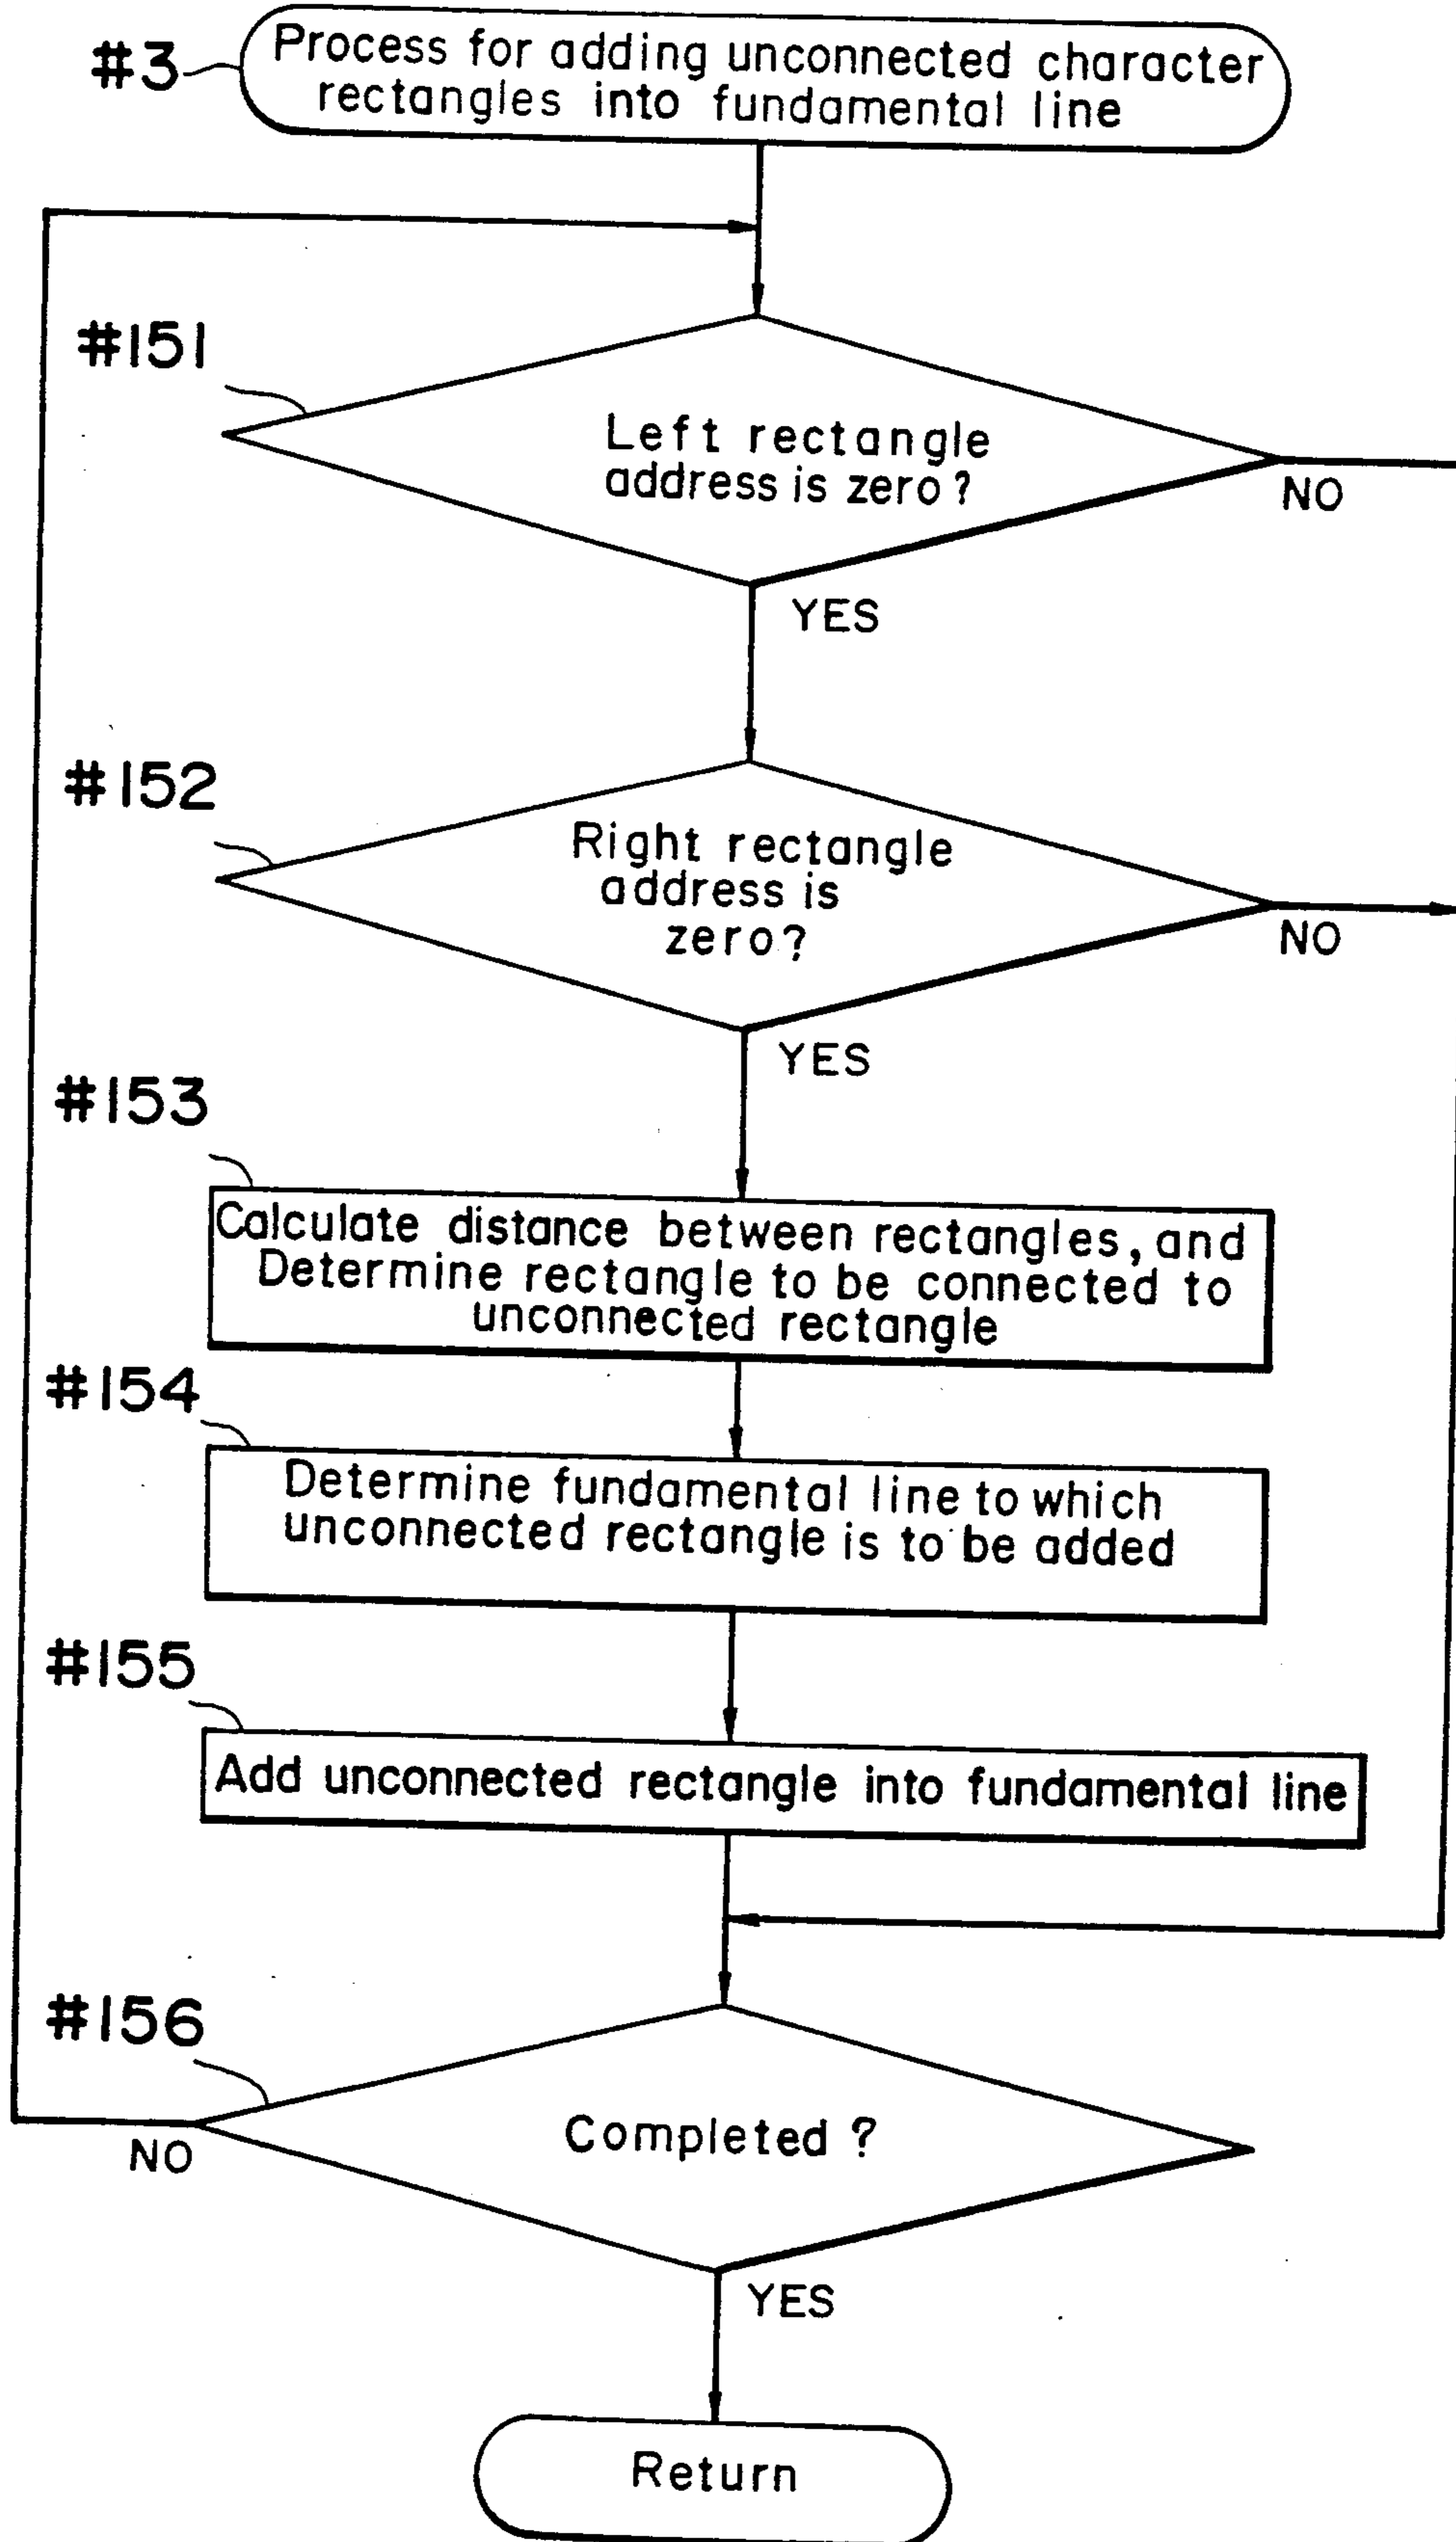 #3
Process for adding unconnected character
rectangles into fundamental line
#151
Left rectangle
address is zero?
NO
YES
#152
Right rectangle
address is
zero?
NO
YES
#153
Calculate distance between rectangles, and
Determine rectangle to be connected to
unconnected rectangle
#154
Determine fundamental line to which
unconnected rectangle is to be added
#155
Add unconnected rectangle into fundamental line
#156
Completed ?
NO
YES
Return